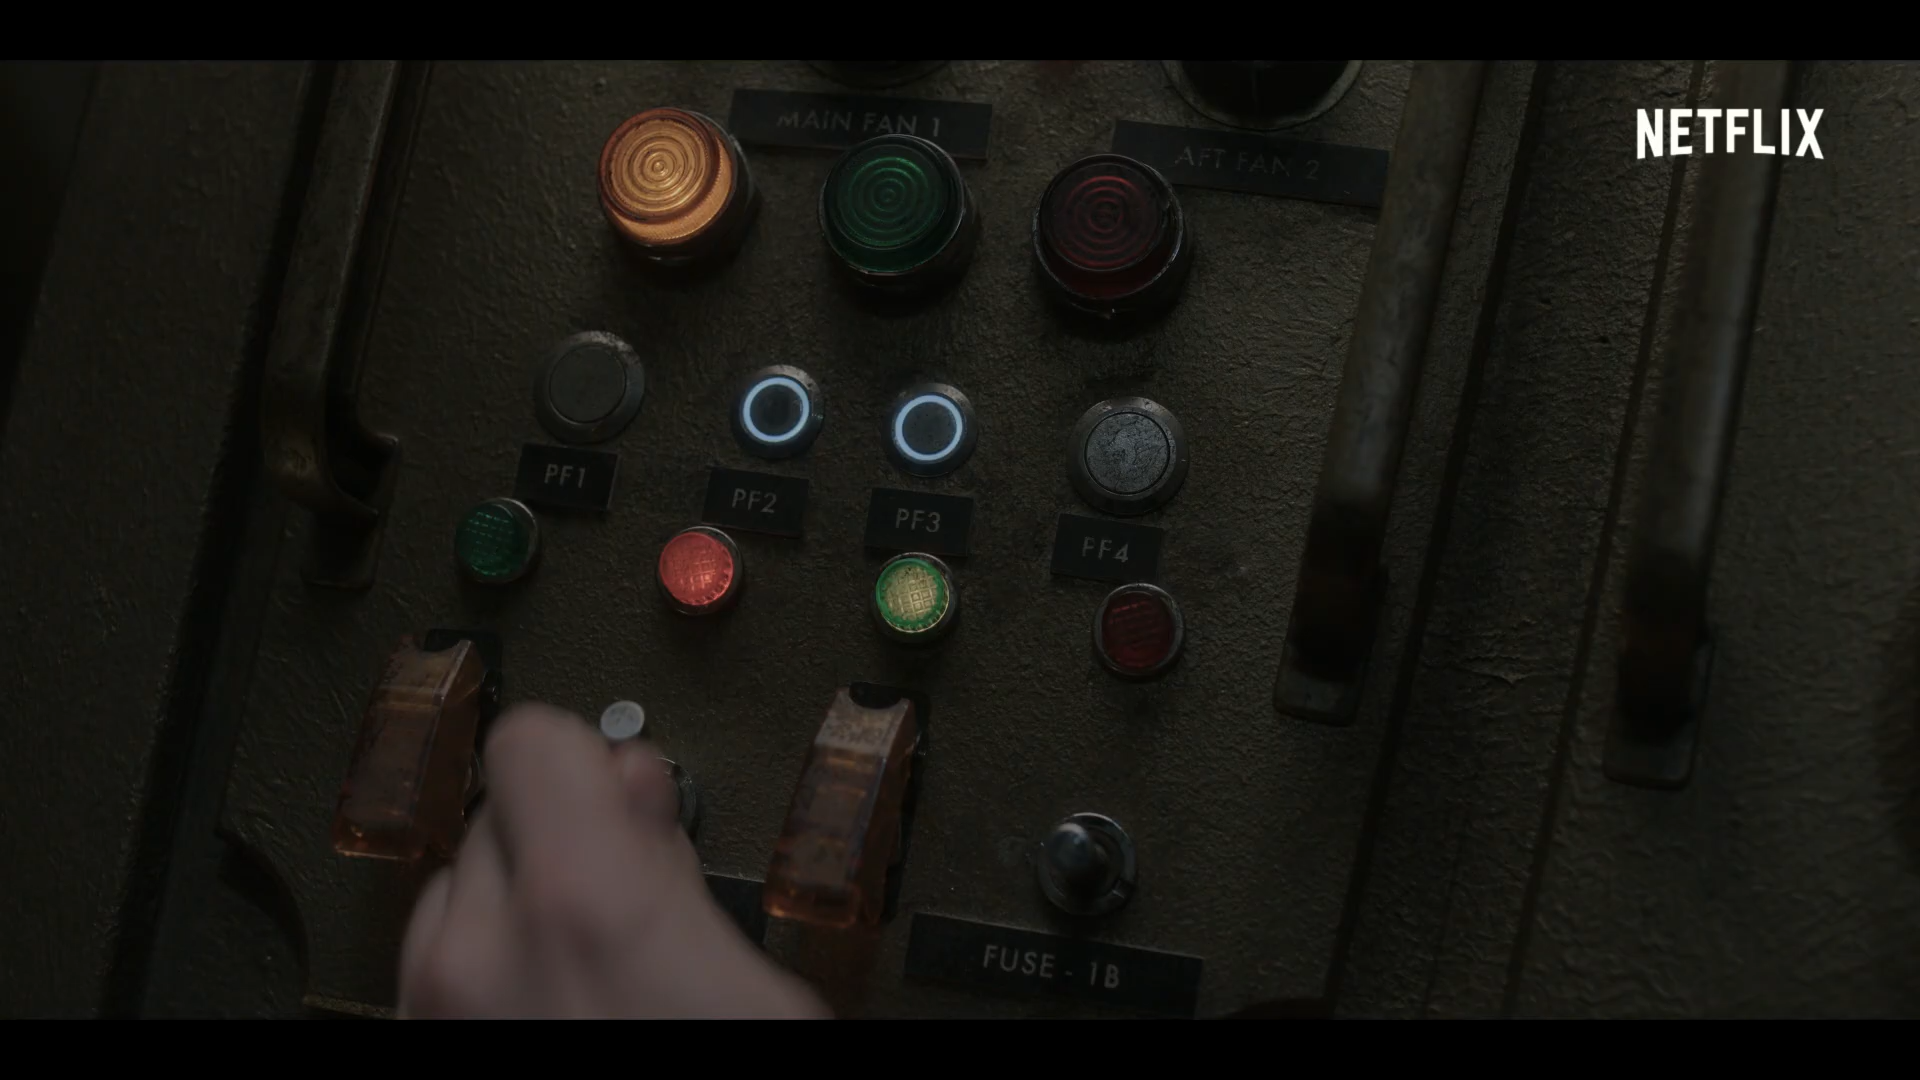 MAIN FAN 1
AFT FAN 2
NETFLIX
PF1
PF2
PF3
PF4
FUSE - 1B